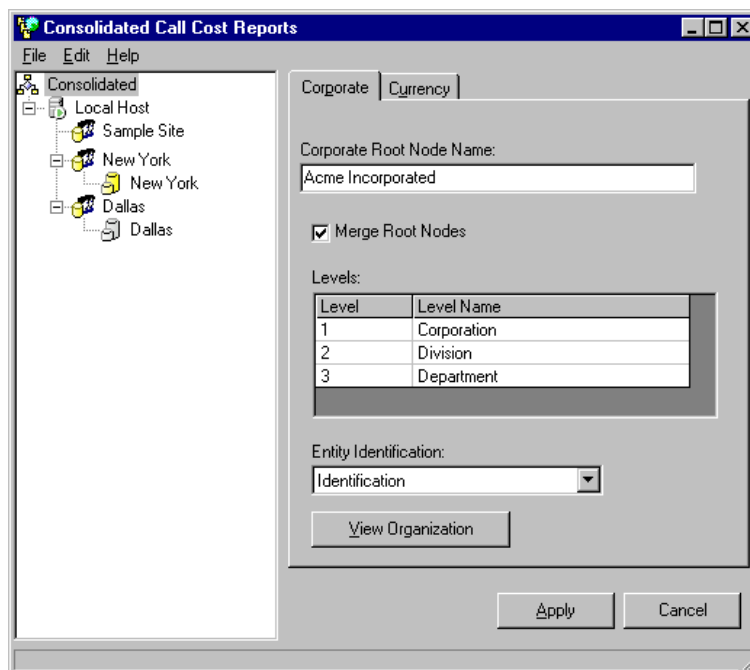 Consolidated Call Cost Reports
File Edit Help
Consolidated
Local Host
Sample Site
New York
New York
Dallas
Dallas
Corporate Currency
Corporate Root Node Name:
Acme Incorporated
Merge Root Nodes
Levels:
Level Level Name
1 Corporation
2 Division
3 Department
Entity Identification:
Identification
View Organization
Apply Cancel